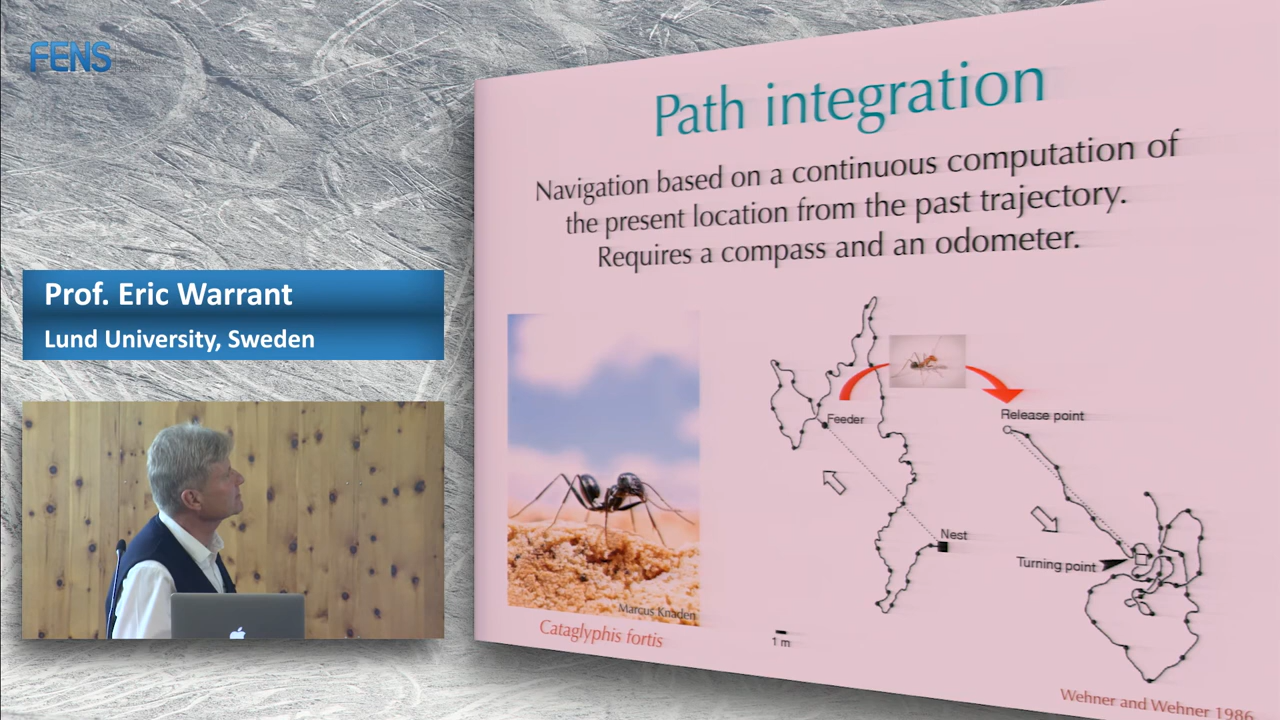 FENS
Path integration
Navigation based on a continuous computation of
the present location from the past trajectory.
Requires a compass and an odometer.
Prof. Eric Warrant
Lund University, Sweden
Feeder
Release point
Nest
Turning point
Marcus Knaden
Cataglyphis fortis
1 m
Wehner and Wehner 1986